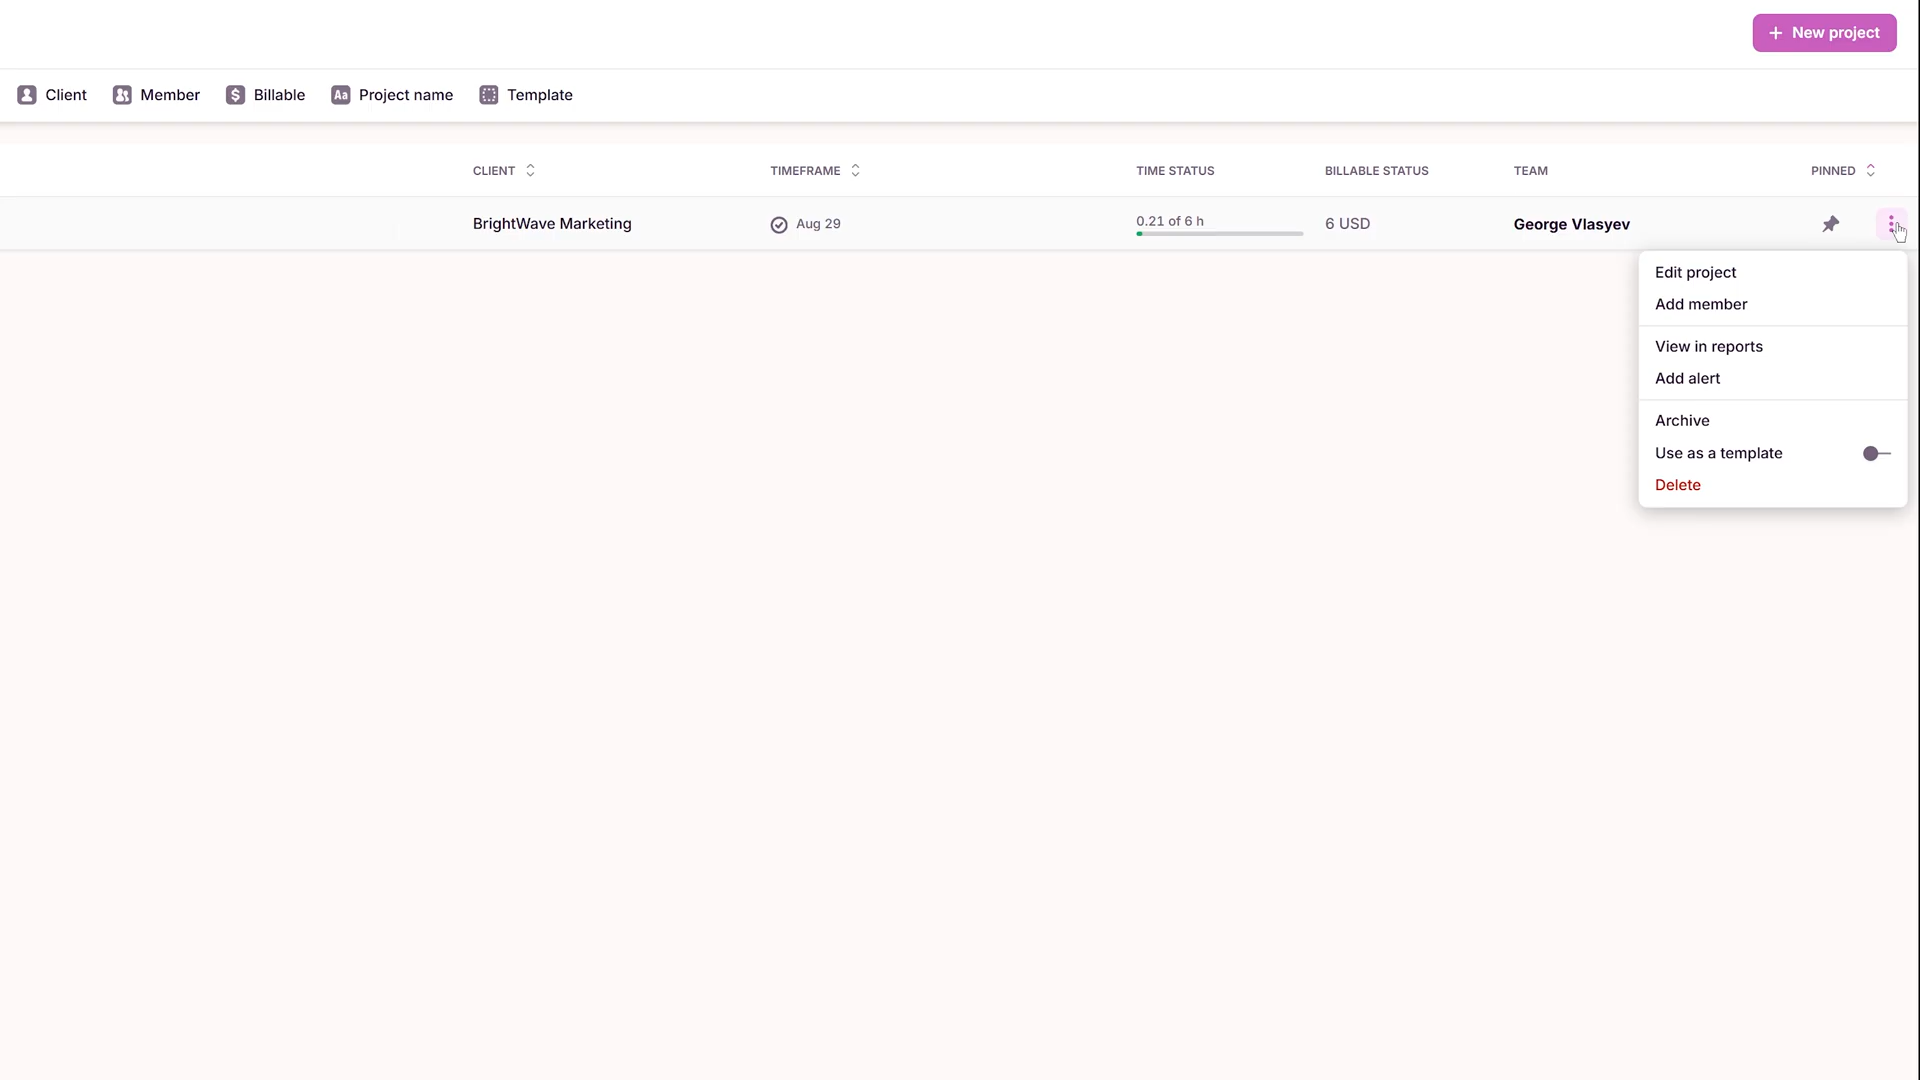 New project
Client Member Billable Aa Project name Template
CLIENT TIMEFRAME TIME STATUS BILLABLE STATUS TEAM PINNED
BrightWave Marketing Aug 29 0.21 of 6 h 6 USD George Vlasyev
Edit project
Add member
View in reports
Add alert
Archive
Use as a template
Delete